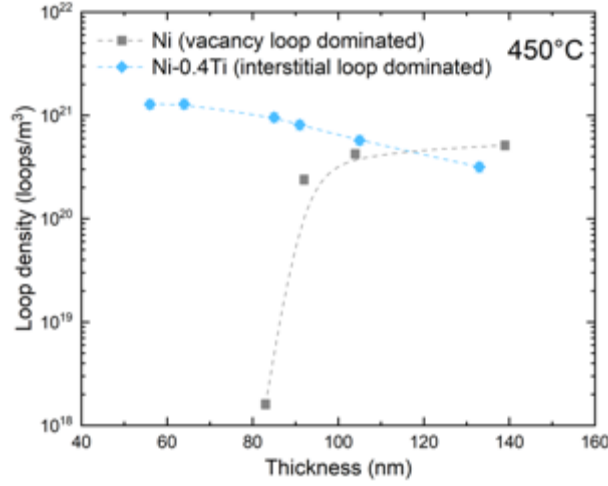 10²²
Ni (vacancy loop dominated)
450°C
Ni-0.4Ti (interstitial loop dominated)
10²¹
10²⁰
10¹⁹
10¹⁸
Loop density (loops/m³)
40 60 80 100 120 140 160
Thickness (nm)